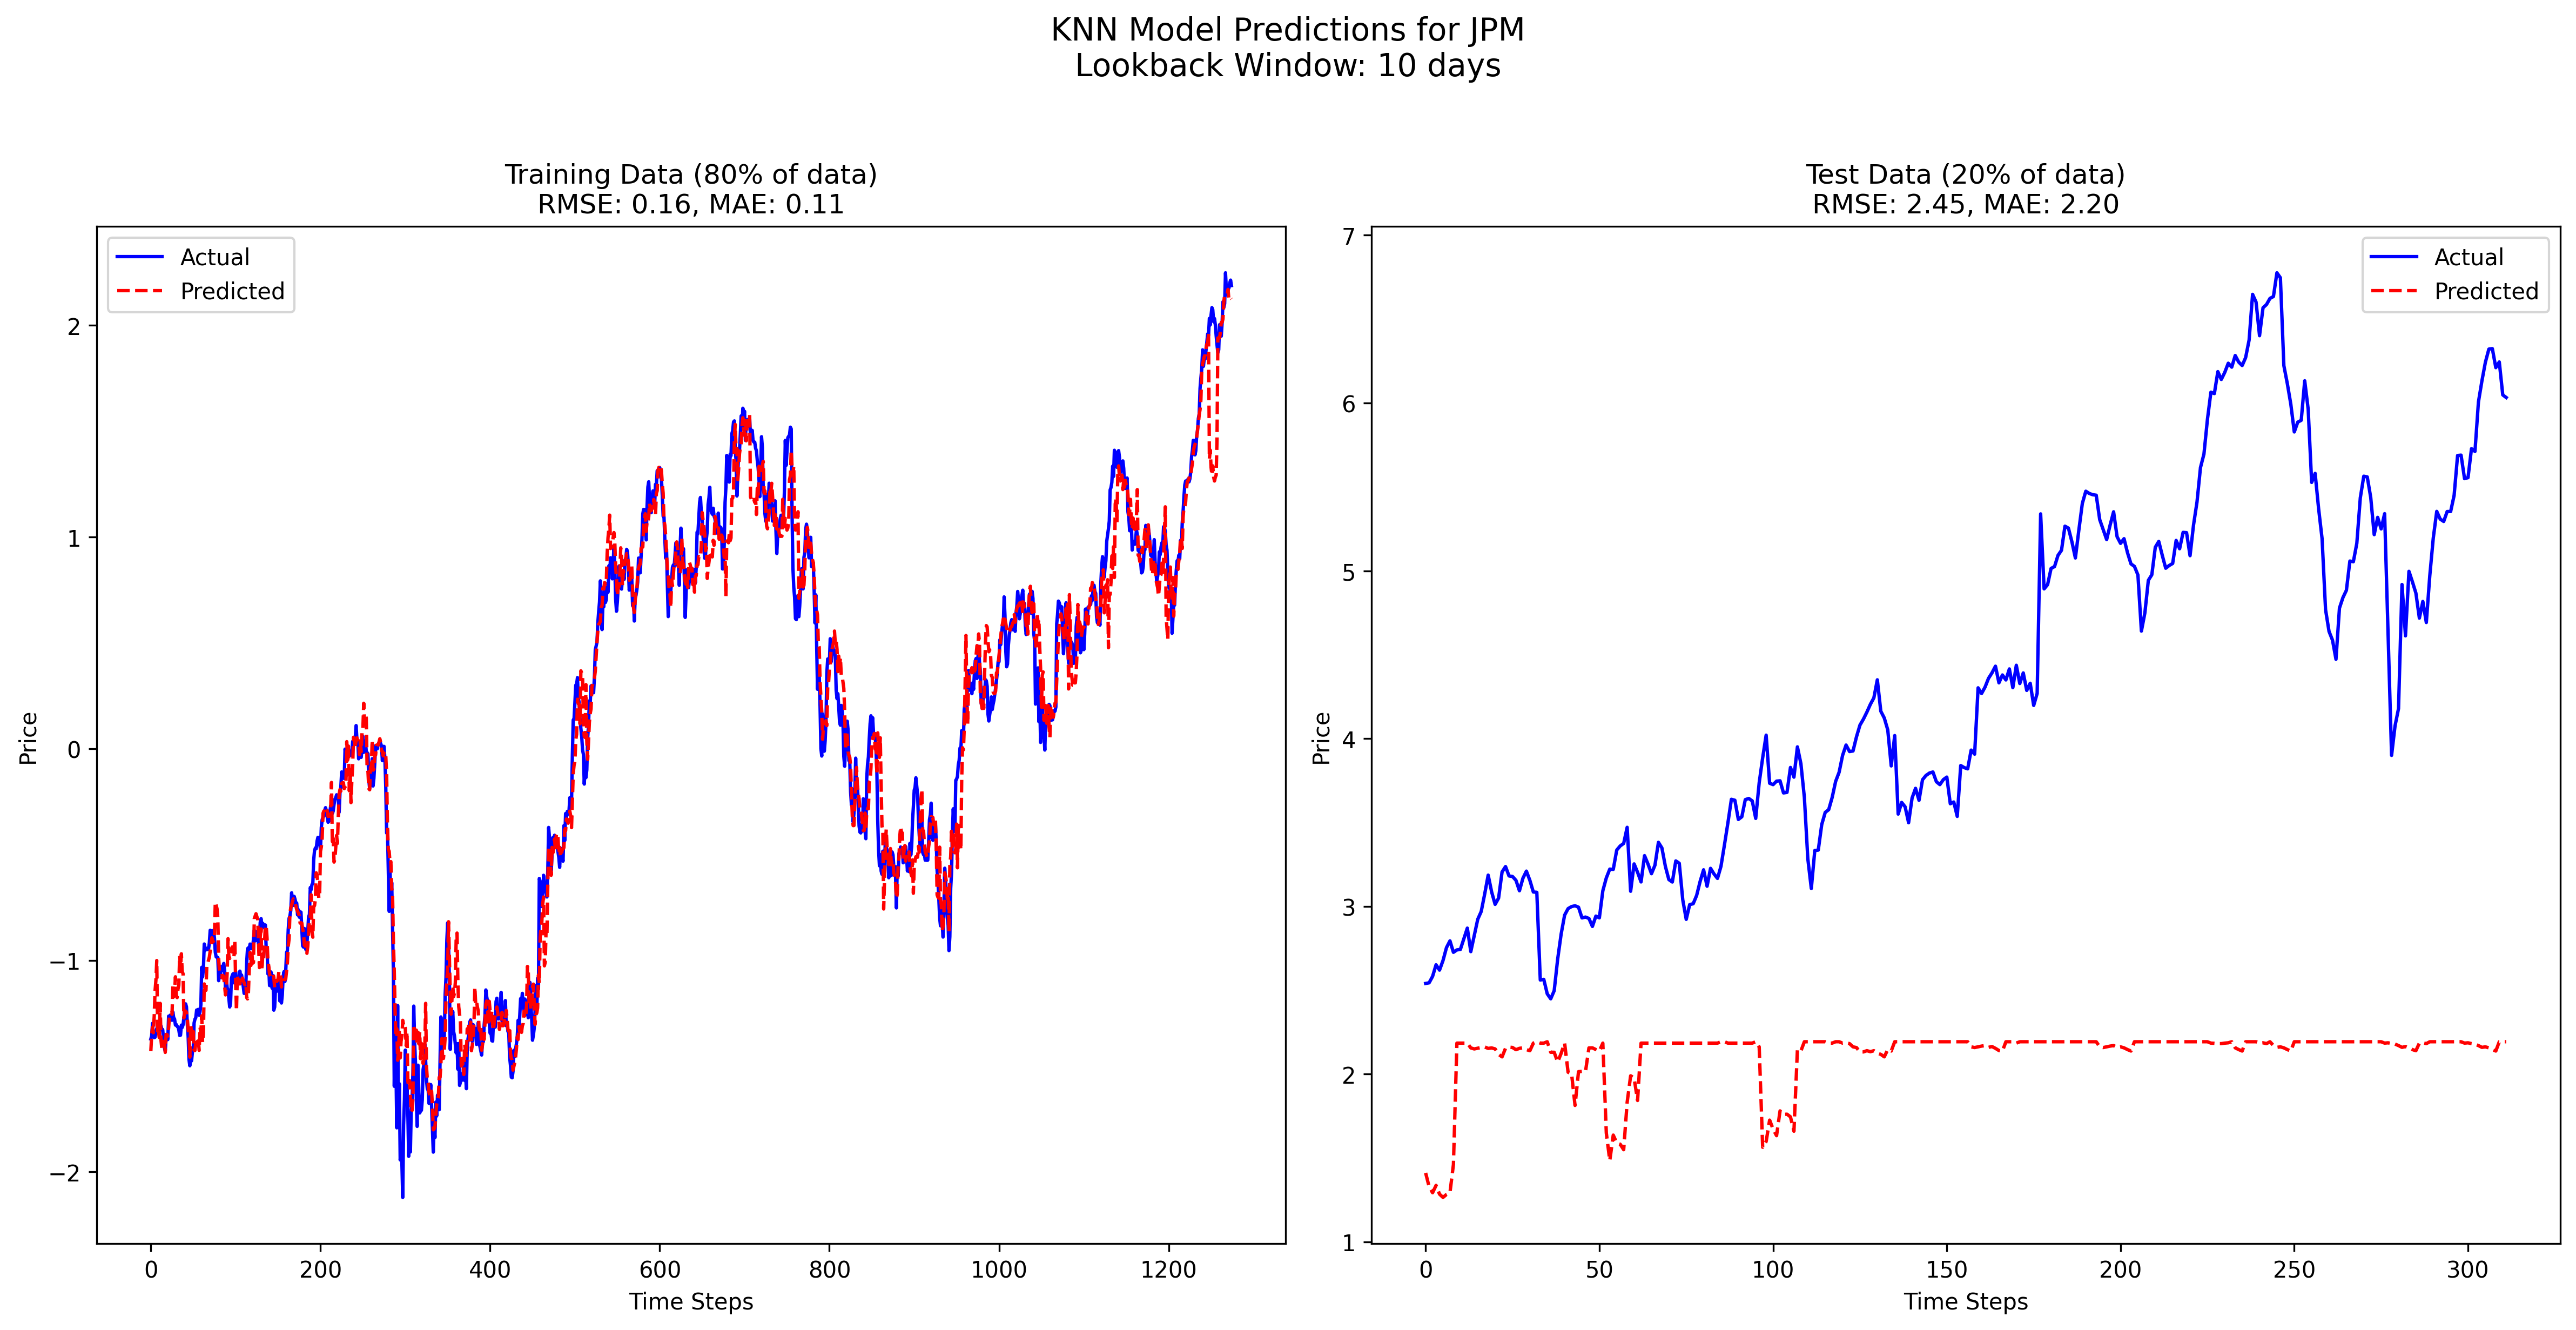 KNN Model Predictions for JPM
Lookback Window: 10 days
Training Data (80% of data)
RMSE: 0.16, MAE: 0.11
Actual
Predicted
Price
2
1
0
−1
−2
0 200 400 600 800 1000 1200
Time Steps
Test Data (20% of data)
RMSE: 2.45, MAE: 2.20
Actual
Predicted
Price
7
6
5
4
3
2
1
0 50 100 150 200 250 300
Time Steps